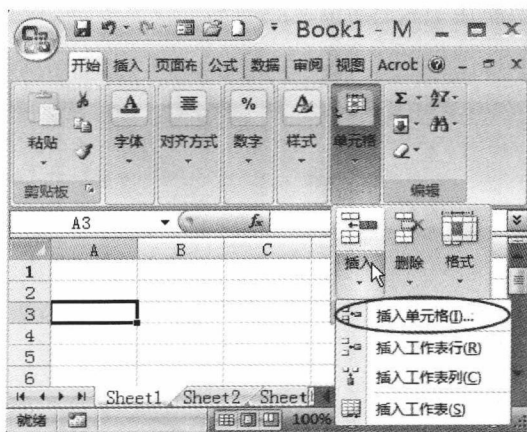 Book1 - M
开始 插入 页面布 公式 数据 审阅 视图 Acrob
粘贴 字体 对齐方式 数字 样式 单元格 Σ
A A % A
剪贴板 编辑
A3 fx
插入 删除 格式
A B C
1
2
3
4
5
6
插入单元格(I)...
插入工作表行(R)
插入工作表列(C)
插入工作表(S)
Sheet1 Sheet2 Sheet
就绪 100%